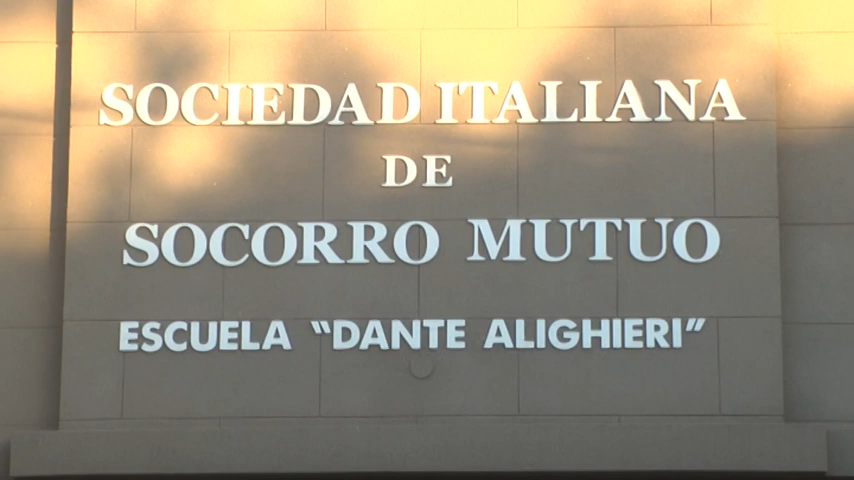 SOCIEDAD ITALIANA
DE
SOCORRO MUTUO
ESCUELA "DANTE ALIGHIERI"